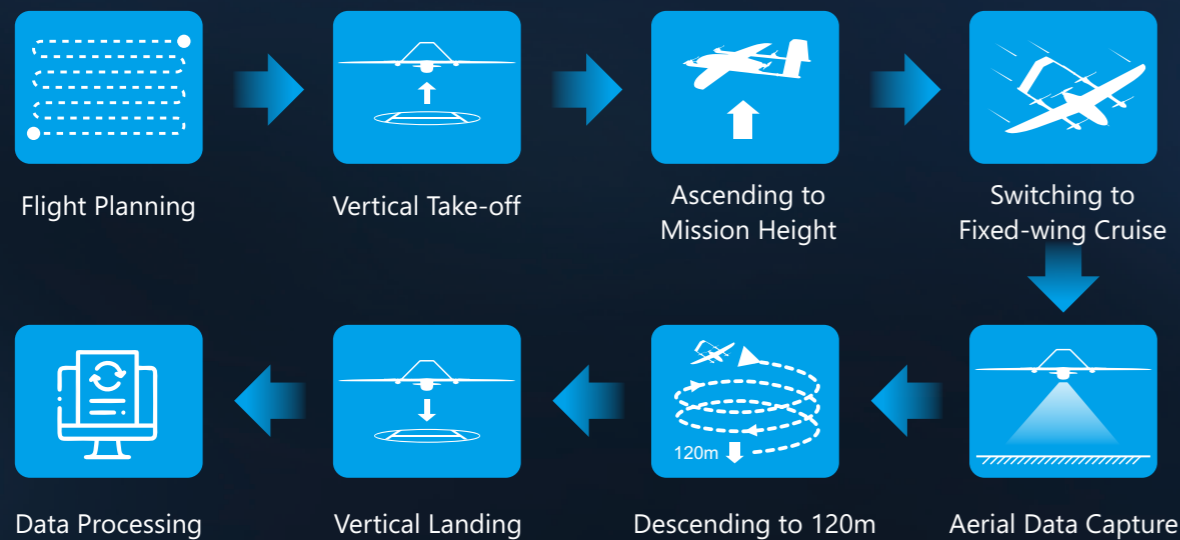 Flight Planning
Vertical Take-off
Ascending to
Mission Height
Switching to
Fixed-wing Cruise
120m
Data Processing
Vertical Landing
Descending to 120m
Aerial Data Capture